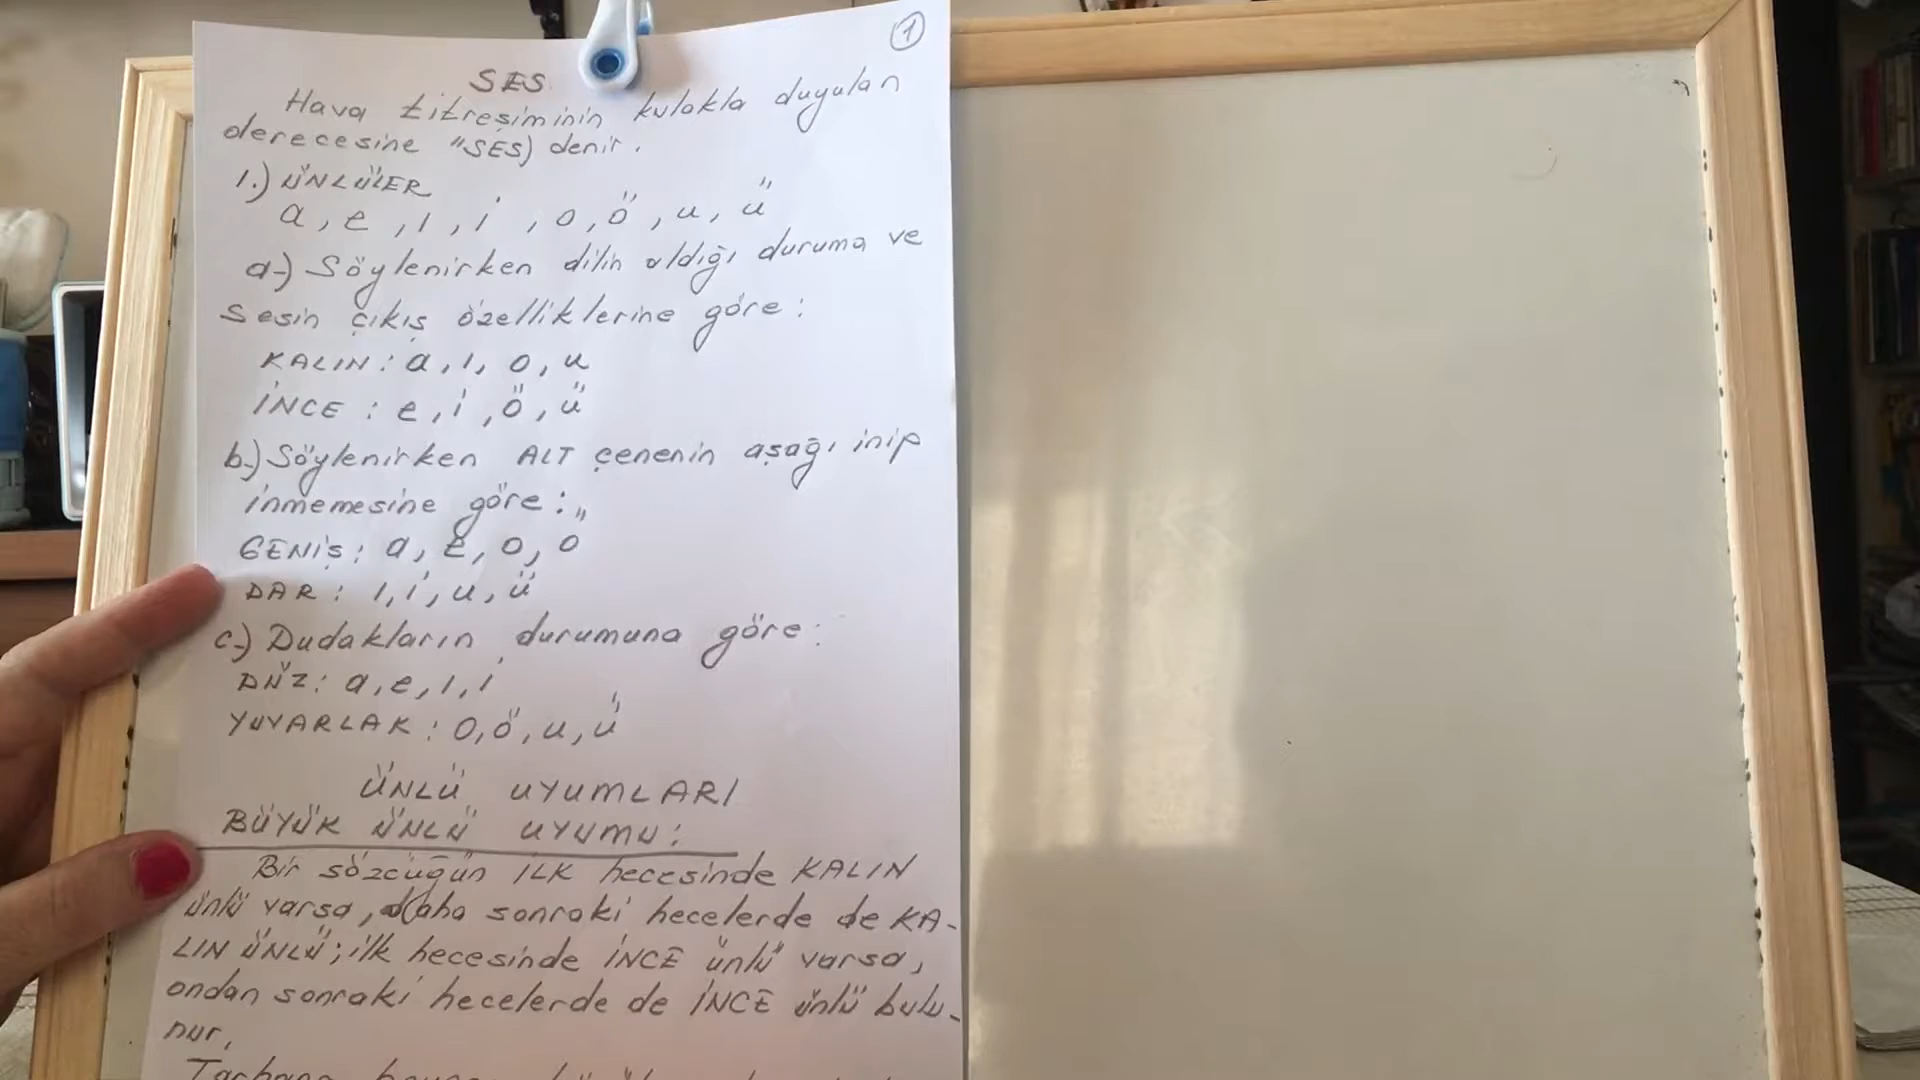 1
SES
Hava titreşiminin kulakla duyulan
derecesine "SES) denir.
1.) ÜNLÜLER
a, e, ı, i, o, ö, u, ü
a-) Söylenirken dilin aldığı duruma ve
Sesin çıkış özelliklerine göre:
KALIN: a, ı, o, u
İNCE: e, i, ö, ü
b-) Söylenirken ALT çenenin aşağı inip
inmemesine göre:
GENİŞ: a, e, o, ö
DAR: ı, i, u, ü
c-) Dudakların durumuna göre:
DÜZ: a, e, ı, i
YUVARLAK: o, ö, u, ü
ÜNLÜ UYUMLARI
BÜYÜK ÜNLÜ UYUMU:
Bir sözcüğün İLK hecesinde KALIN
ünlü varsa, daha sonraki hecelerde de KA-
LIN ÜNLÜ; ilk hecesinde İNCE ünlü varsa,
ondan sonraki hecelerde de İNCE ünlü bulu-
nur.